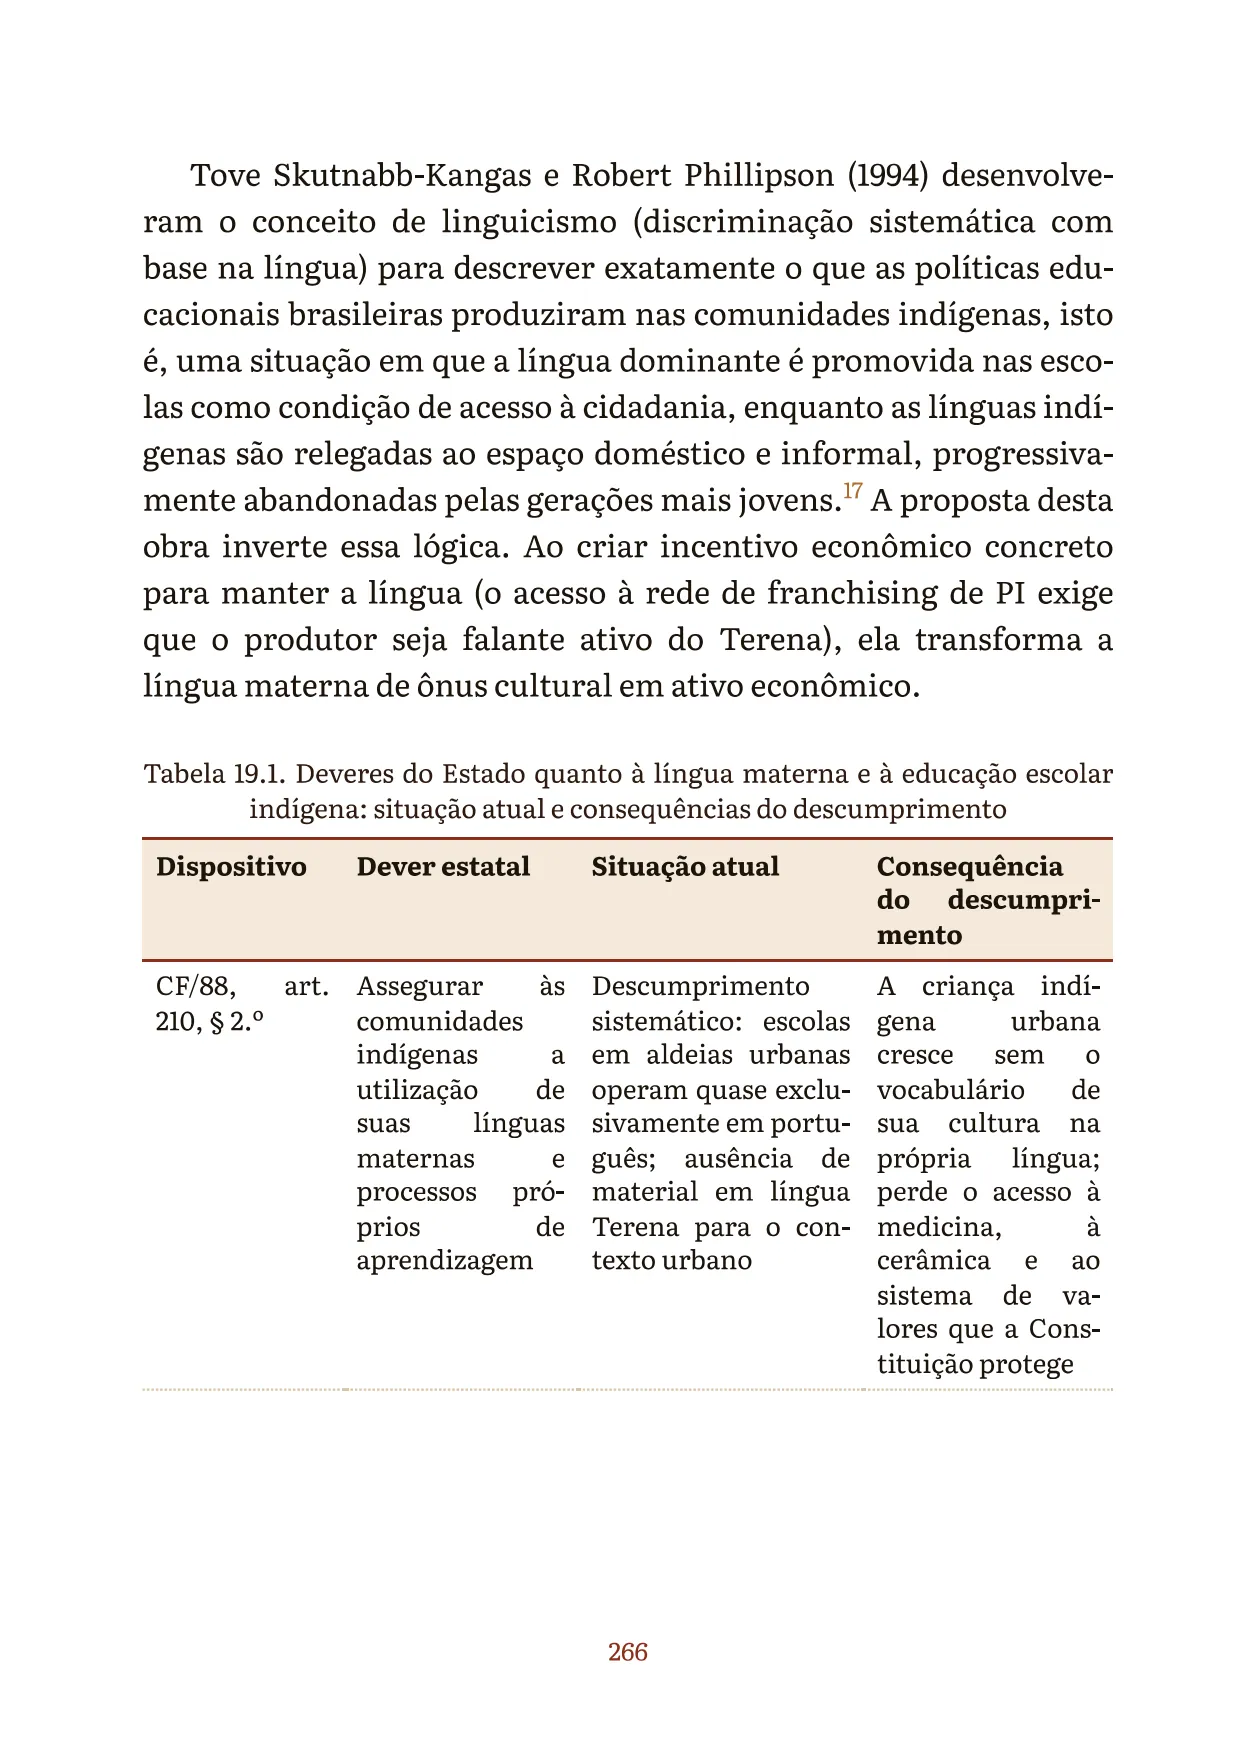 Tove Skutnabb-Kangas e Robert Phillipson (1994) desenvolve-
ram o conceito de linguicismo (discriminação sistemática com
base na língua) para descrever exatamente o que as políticas edu-
cacionais brasileiras produziram nas comunidades indígenas, isto
é, uma situação em que a língua dominante é promovida nas esco-
las como condição de acesso à cidadania, enquanto as línguas indí-
genas são relegadas ao espaço doméstico e informal, progressiva-
mente abandonadas pelas gerações mais jovens.17 A proposta desta
obra inverte essa lógica. Ao criar incentivo econômico concreto
para manter a língua (o acesso à rede de franchising de PI exige
que o produtor seja falante ativo do Terena), ela transforma a
língua materna de ônus cultural em ativo econômico.
Tabela 19.1. Deveres do Estado quanto à língua materna e à educação escolar
indígena: situação atual e consequências do descumprimento
Dispositivo
Dever estatal
Situação atual
Consequência
do descumpri-
mento
CF/88, art.
210, § 2.º
Assegurar às
comunidades
indígenas a
utilização de
suas línguas
maternas e
processos pró-
prios de
aprendizagem
Descumprimento
sistemático: escolas
em aldeias urbanas
operam quase exclu-
sivamente em portu-
guês; ausência de
material em língua
Terena para o con-
texto urbano
A criança indí-
gena urbana
cresce sem o
vocabulário de
sua cultura na
própria língua;
perde o acesso à
medicina, à
cerâmica e ao
sistema de va-
lores que a Cons-
tituição protege
266